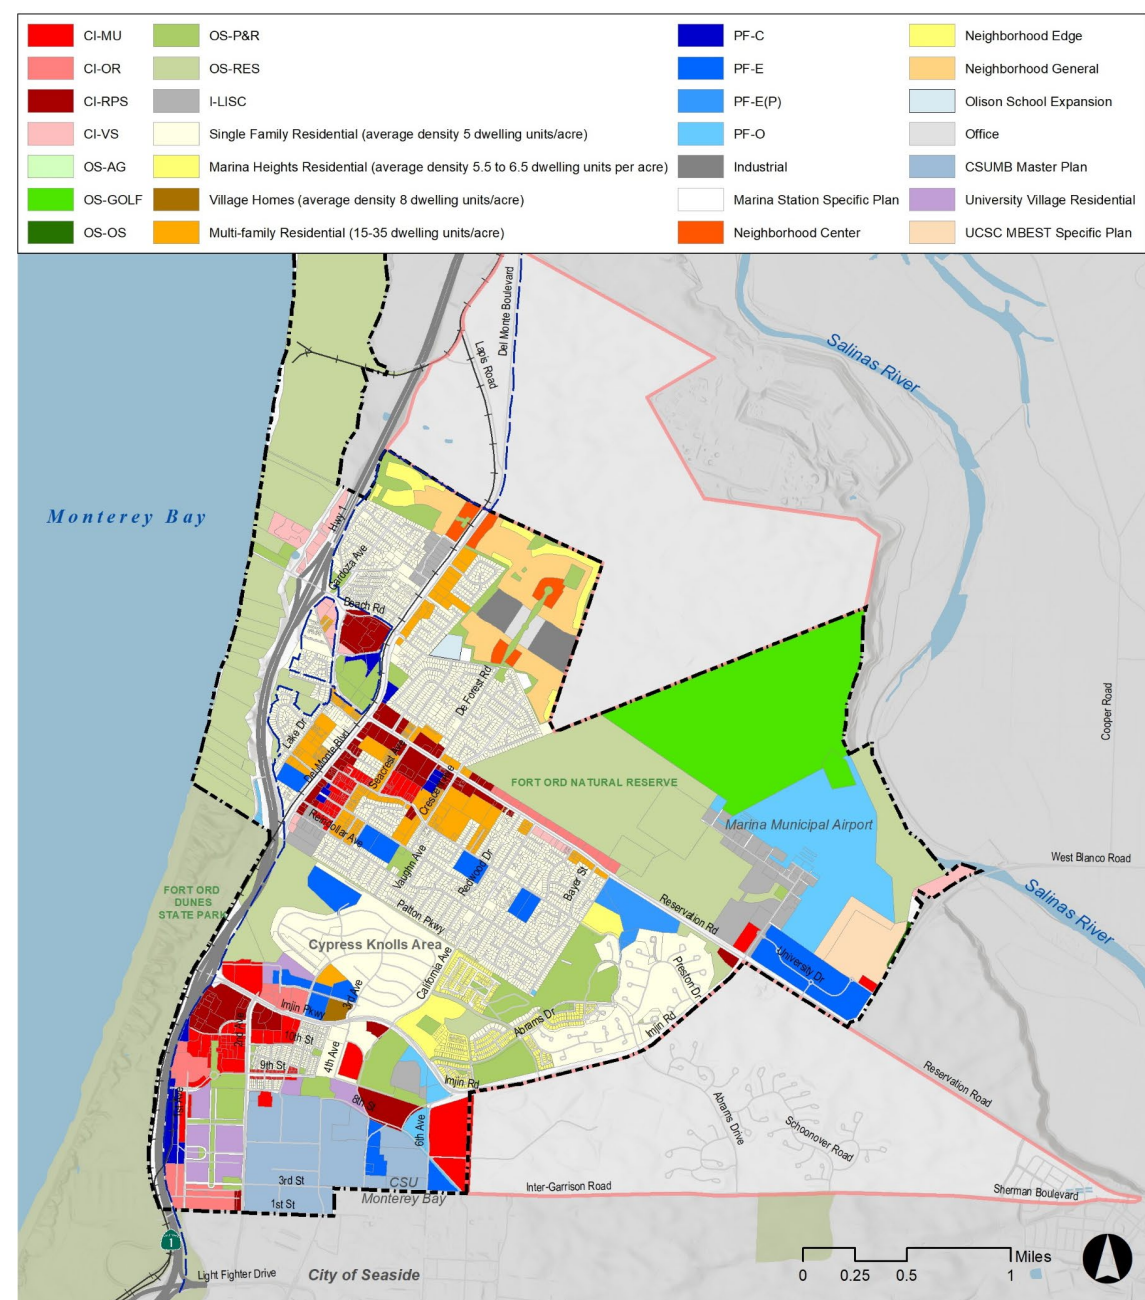 CI-MU
CI-OR
CI-RPS
CI-VS
OS-AG
OS-GOLF
OS-OS
OS-P&R
OS-RES
I-LISC
Single Family Residential (average density 5 dwelling units/acre)
Marina Heights Residential (average density 5.5 to 6.5 dwelling units per acre)
Village Homes (average density 8 dwelling units/acre)
Multi-family Residential (15-35 dwelling units/acre)
PF-C
PF-E
PF-E(P)
PF-O
Industrial
Marina Station Specific Plan
Neighborhood Center
Neighborhood Edge
Neighborhood General
Olison School Expansion
Office
CSUMB Master Plan
University Village Residential
UCSC MBEST Specific Plan
Del Monte Boulevard
Lapis Road
Salinas River
Monterey Bay
Hwy 1
Cardoza Ave
Beach Rd
De Forest Rd
Cooper Road
Lake Dr
Del Monte Blvd
Seacrest Ave
FORT ORD NATURAL RESERVE
Marina Municipal Airport
Reindollar Ave
Vaughn Ave
Redwood Dr
Bayer St
West Blanco Road
Salinas River
FORT ORD
DUNES
STATE PARK
Patton Pkwy
Reservation Rd
Cypress Knolls Area
California Ave
University Dr
Preston Dr
Imjin Pkwy
3rd Ave
Abrams Dr
Imjin Rd
10th St
4th Ave
9th St
8th St
Imjin Rd
6th Ave
Reservation Road
Abrams Drive
Schoonover Road
3rd St
1st St
CSU
Monterey Bay
Inter-Garrison Road
Sherman Boulevard
1
Light Fighter Drive
City of Seaside
Miles
0 0.25 0.5 1